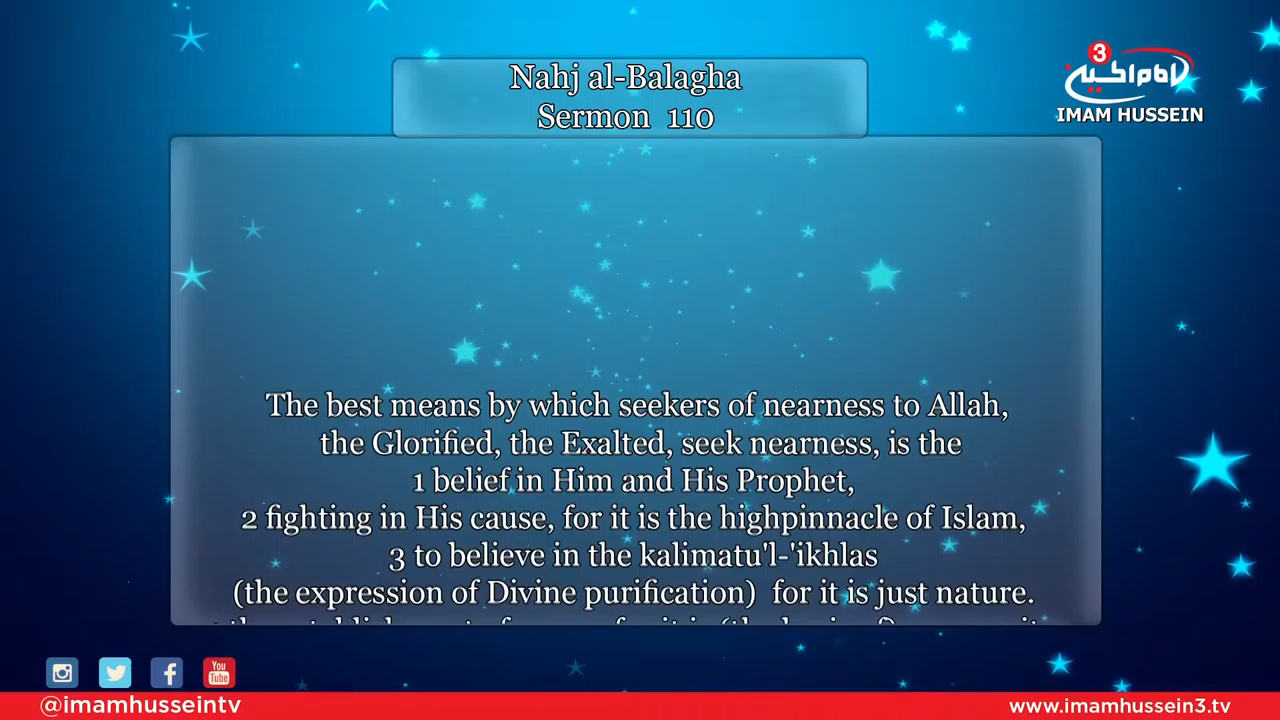 Nahj al-Balagha
Sermon 110
3
IMAM HUSSEIN
The best means by which seekers of nearness to Allah,
the Glorified, the Exalted, seek nearness, is the
1 belief in Him and His Prophet,
2 fighting in His cause, for it is the highpinnacle of Islam,
3 to believe in the kalimatu'l-'ikhlas
(the expression of Divine purification) for it is just nature.
You
Tube
@imamhusseintv
www.imamhussein3.tv